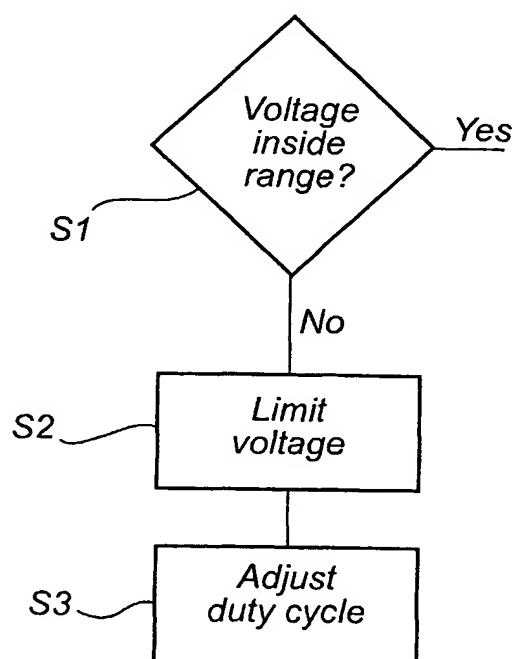 Voltage
inside
range?
Yes
S1
No
Limit
voltage
S2
Adjust
duty cycle
S3